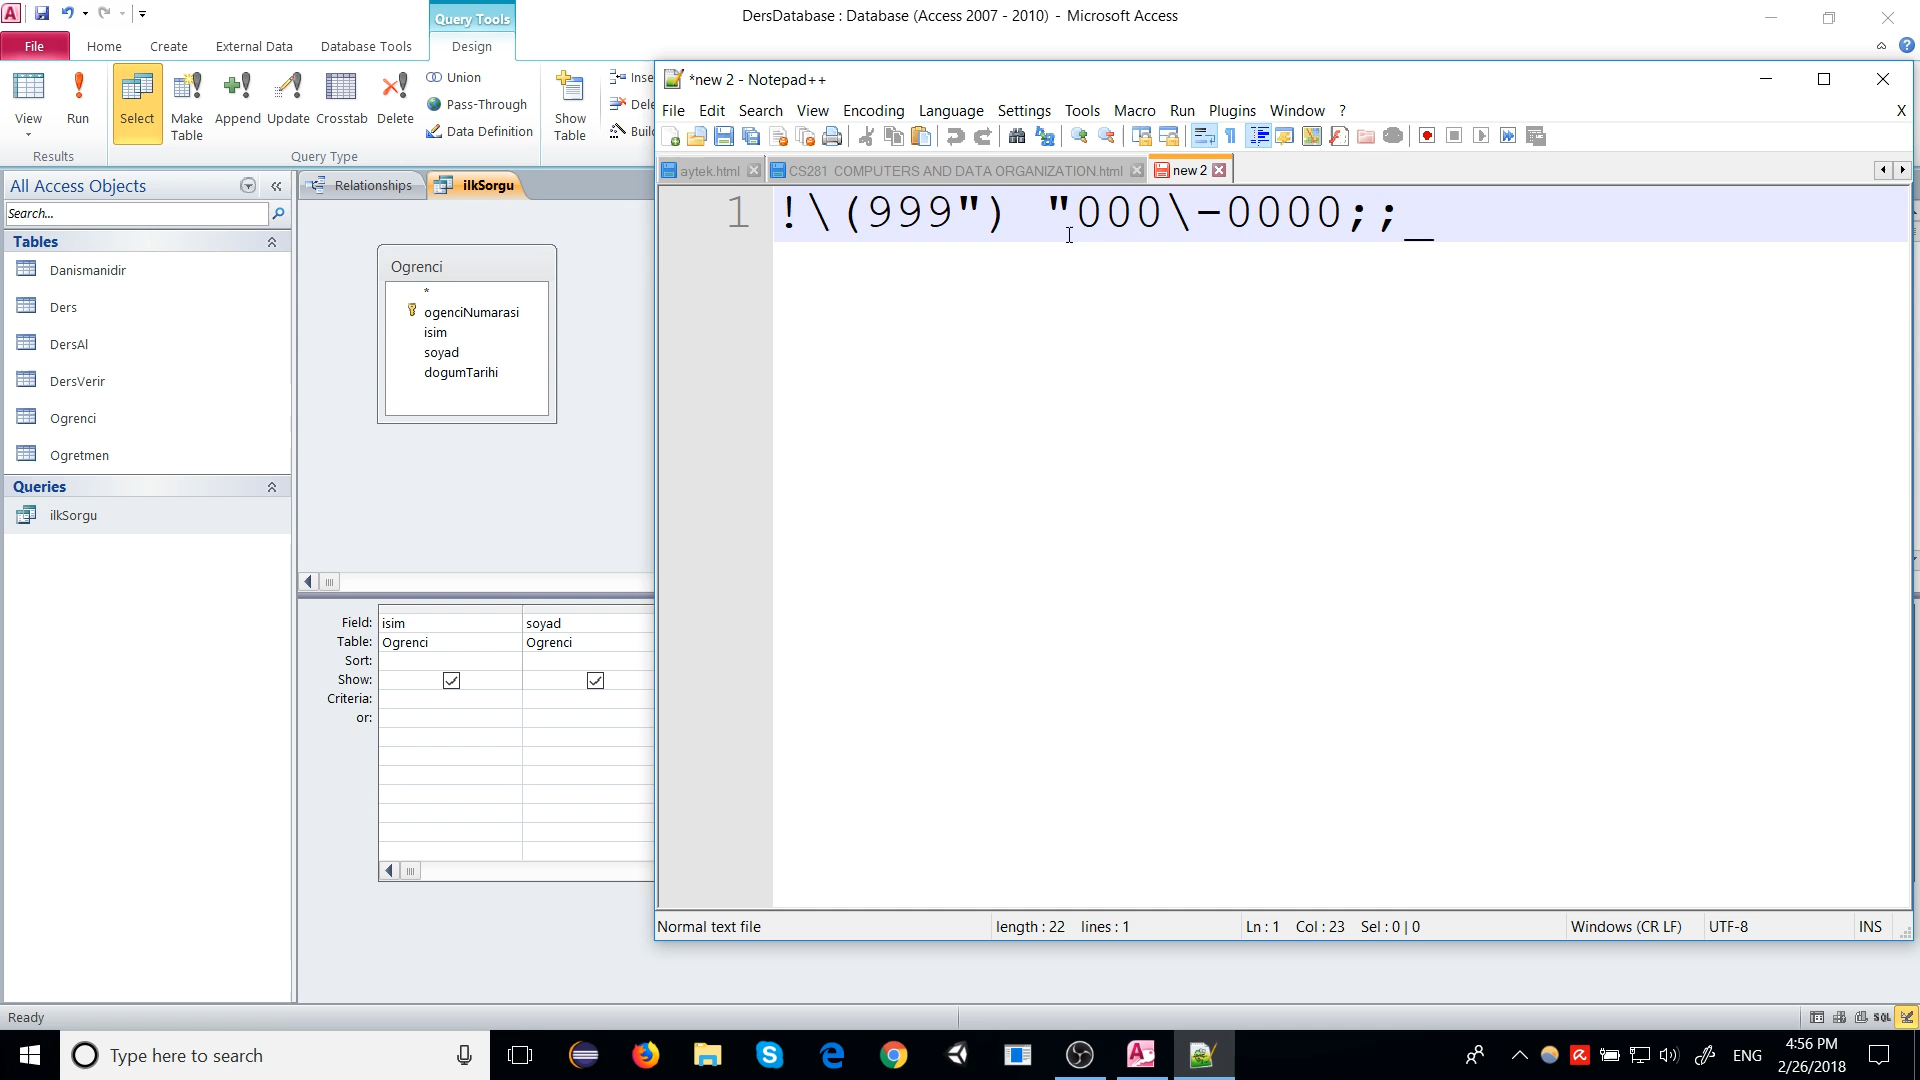 Query Tools
DersDatabase : Database (Access 2007 - 2010) - Microsoft Access
File Home Create External Data Database Tools Design
View
Run
Select
Make Table
Append
Update
Crosstab
Delete
Union
Pass-Through
Data Definition
Show Table
Inse
Dele
Builc
Results
Query Type
*new 2 - Notepad++
File Edit Search View Encoding Language Settings Tools Macro Run Plugins Window ? X
aytek.html
CS281 COMPUTERS AND DATA ORGANIZATION.html
new 2
1 !\(999") "000\-0000;;_
All Access Objects
Search...
Tables
Danismanidir
Ders
DersAl
DersVerir
Ogrenci
Ogretmen
Queries
ilkSorgu
Relationships
ilkSorgu
Ogrenci
*
ogenciNumarasi
isim
soyad
dogumTarihi
Field: isim soyad
Table: Ogrenci Ogrenci
Sort:
Show:
Criteria:
or:
Normal text file length : 22 lines : 1 Ln : 1 Col : 23 Sel : 0 | 0 Windows (CR LF) UTF-8 INS
Ready
SQL
Type here to search
ENG
4:56 PM
2/26/2018